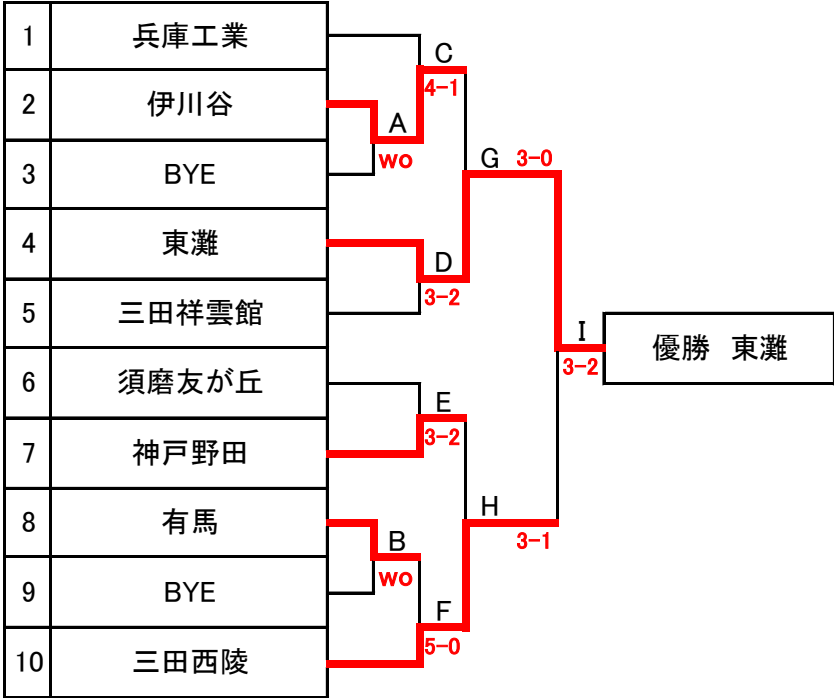 1 兵庫工業
2 伊川谷
3 BYE
4 東灘
5 三田祥雲館
6 須磨友が丘
7 神戸野田
8 有馬
9 BYE
10 三田西陵
A
wo
B
wo
C
4-1
D
3-2
E
3-2
F
5-0
G 3-0
H
3-1
I
3-2
優勝 東灘